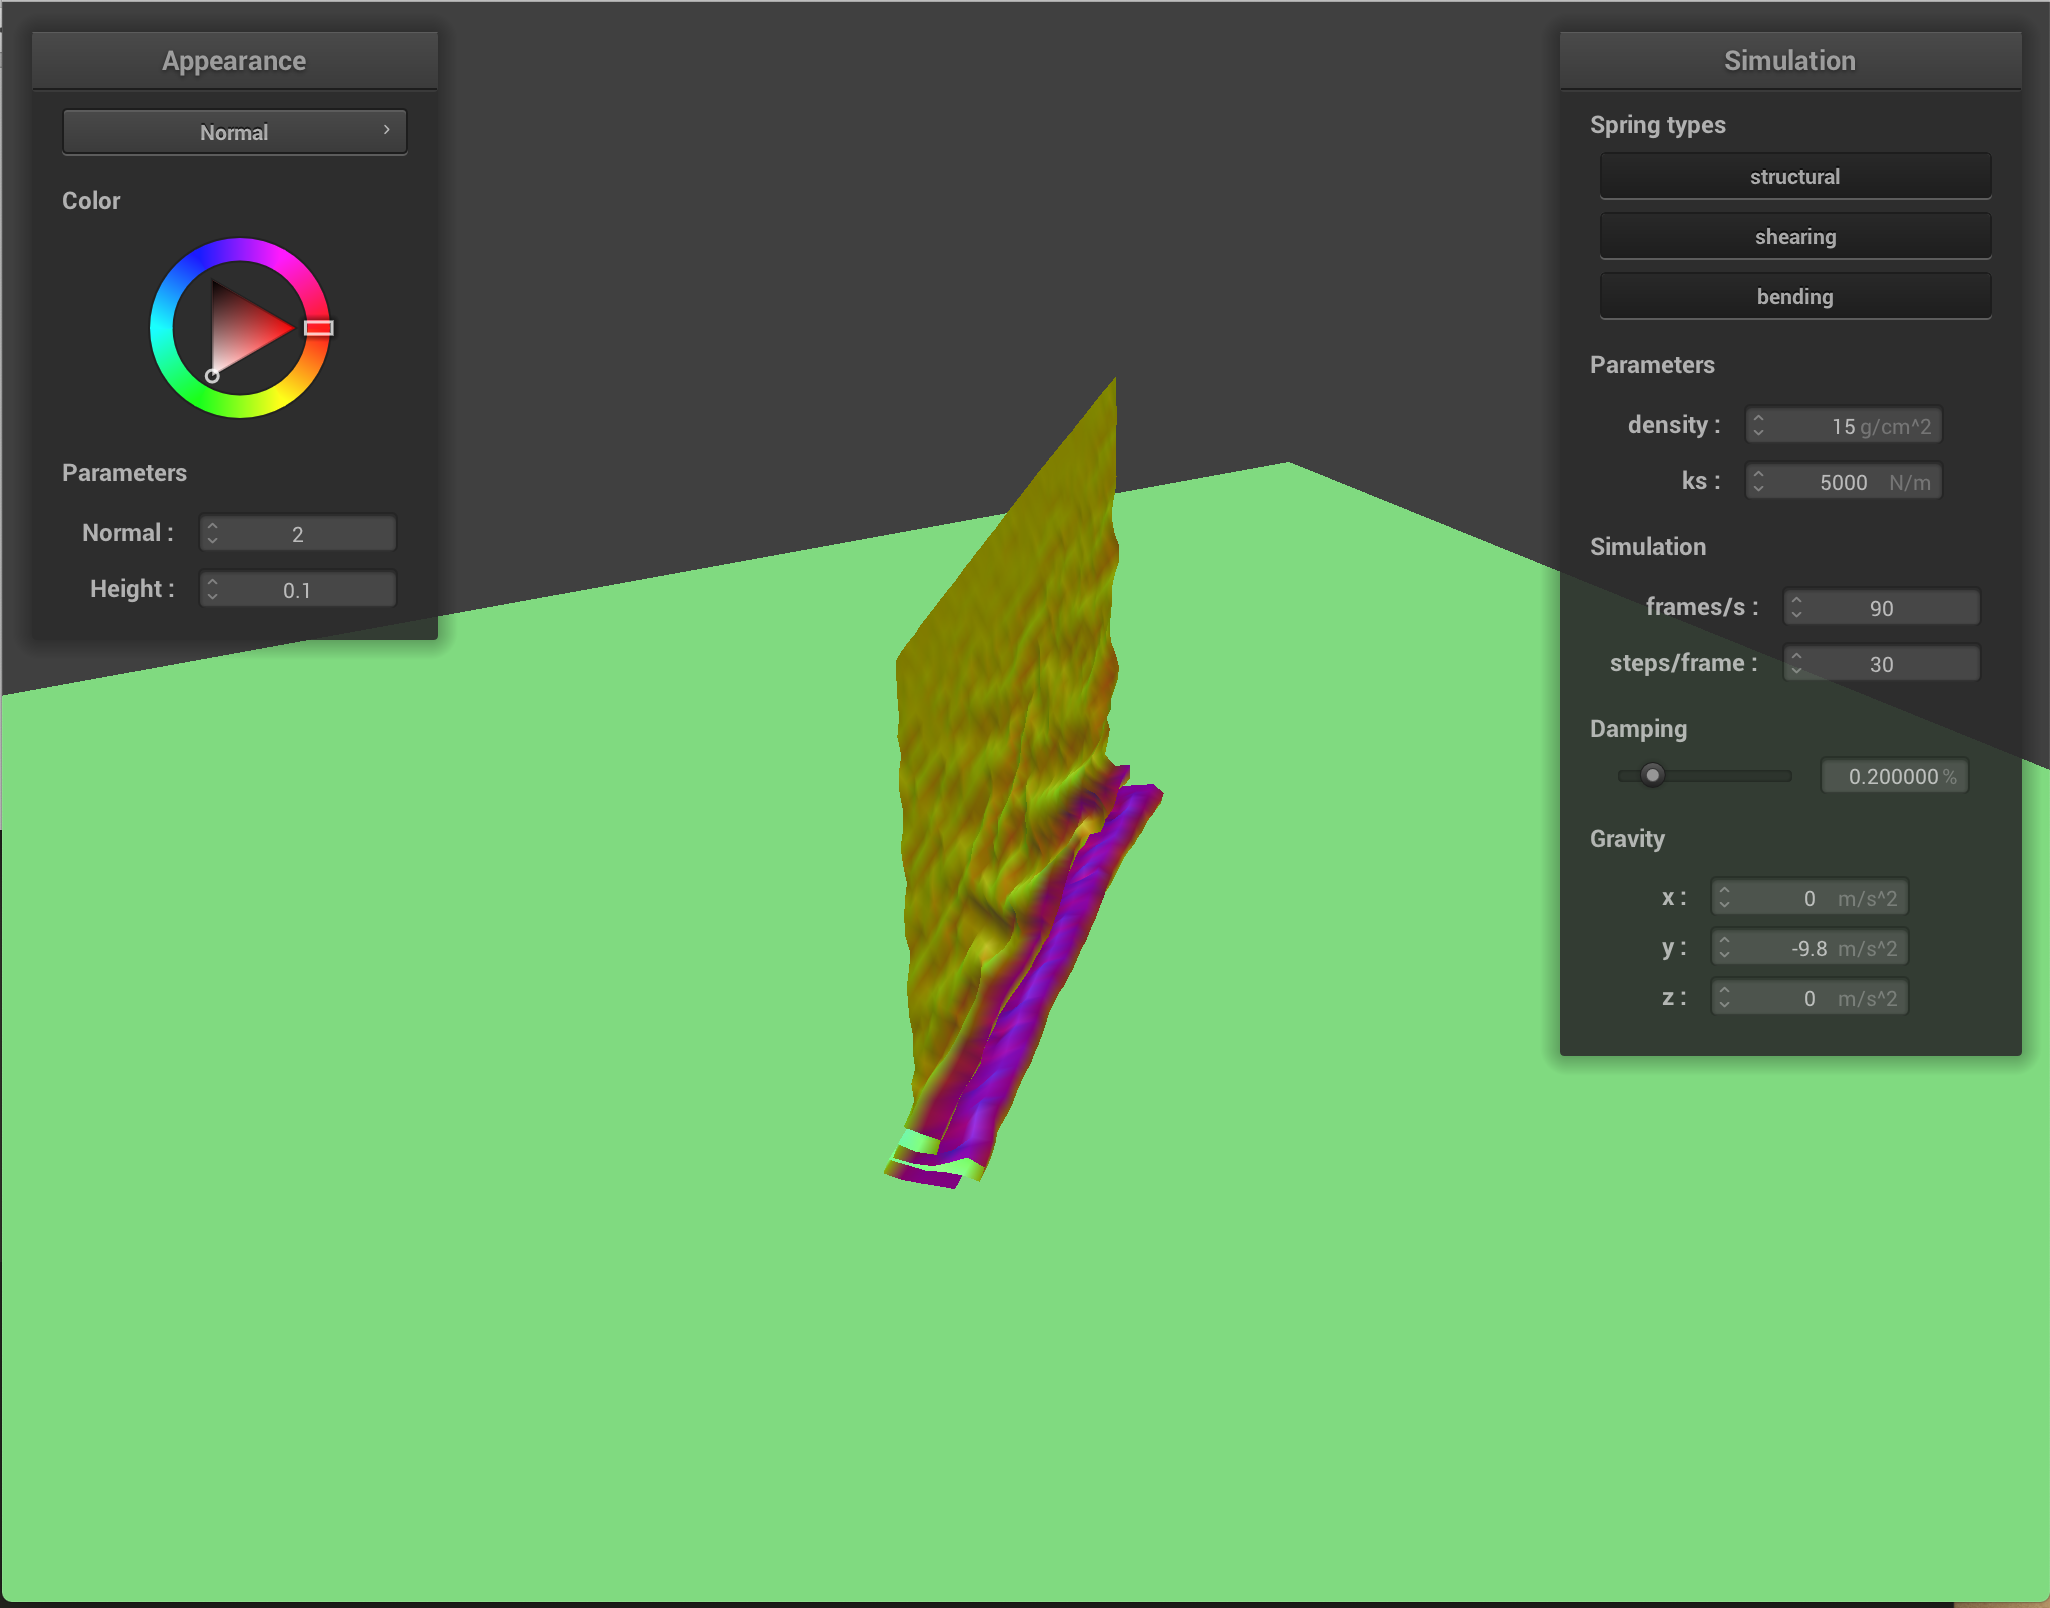 Appearance
Normal
Color
Parameters
Normal : 2
Height : 0.1
Simulation
Spring types
structural
shearing
bending
Parameters
density : 15 g/cm^2
ks : 5000 N/m
Simulation
frames/s : 90
steps/frame : 30
Damping
0.200000 %
Gravity
x : 0 m/s^2
y : -9.8 m/s^2
z : 0 m/s^2